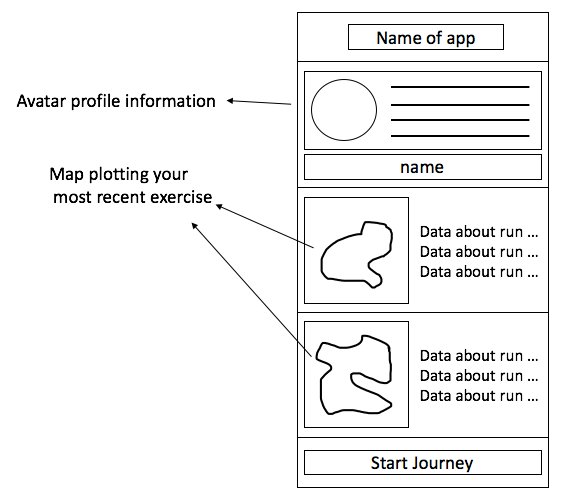 Name of app
Avatar profile information
name
Map plotting your
most recent exercise
Data about run ...
Data about run ...
Data about run ...
Data about run ...
Data about run ...
Data about run ...
Start Journey